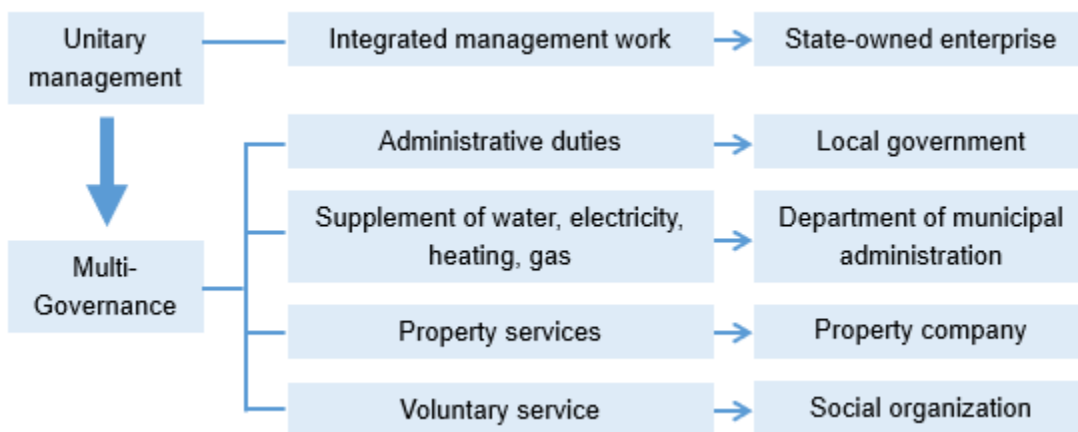 Unitary
management
Integrated management work
State-owned enterprise
Administrative duties
Local government
Supplement of water, electricity,
heating, gas
Department of municipal
administration
Multi-
Governance
Property services
Property company
Voluntary service
Social organization